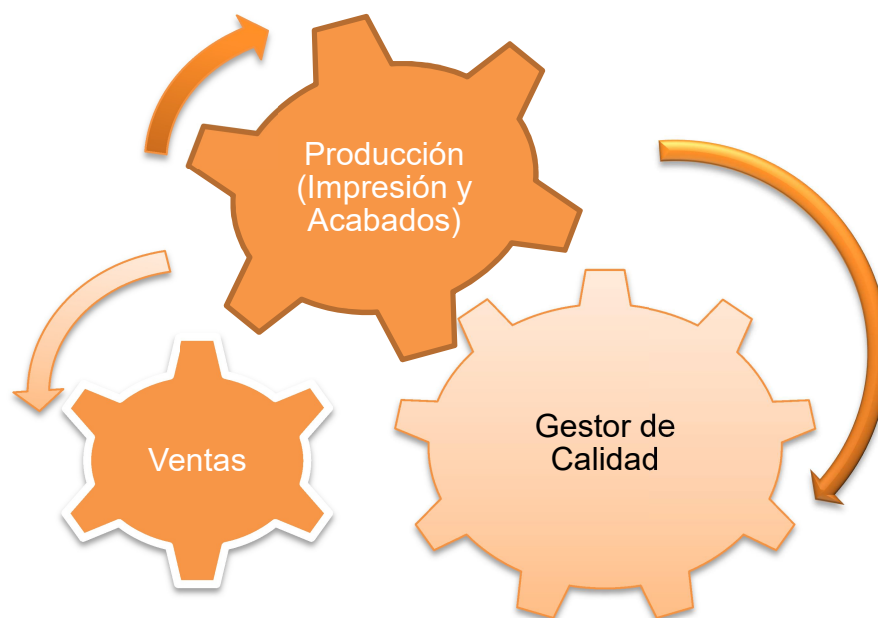 Producción
(Impresión y
Acabados)
Gestor de
Calidad
Ventas